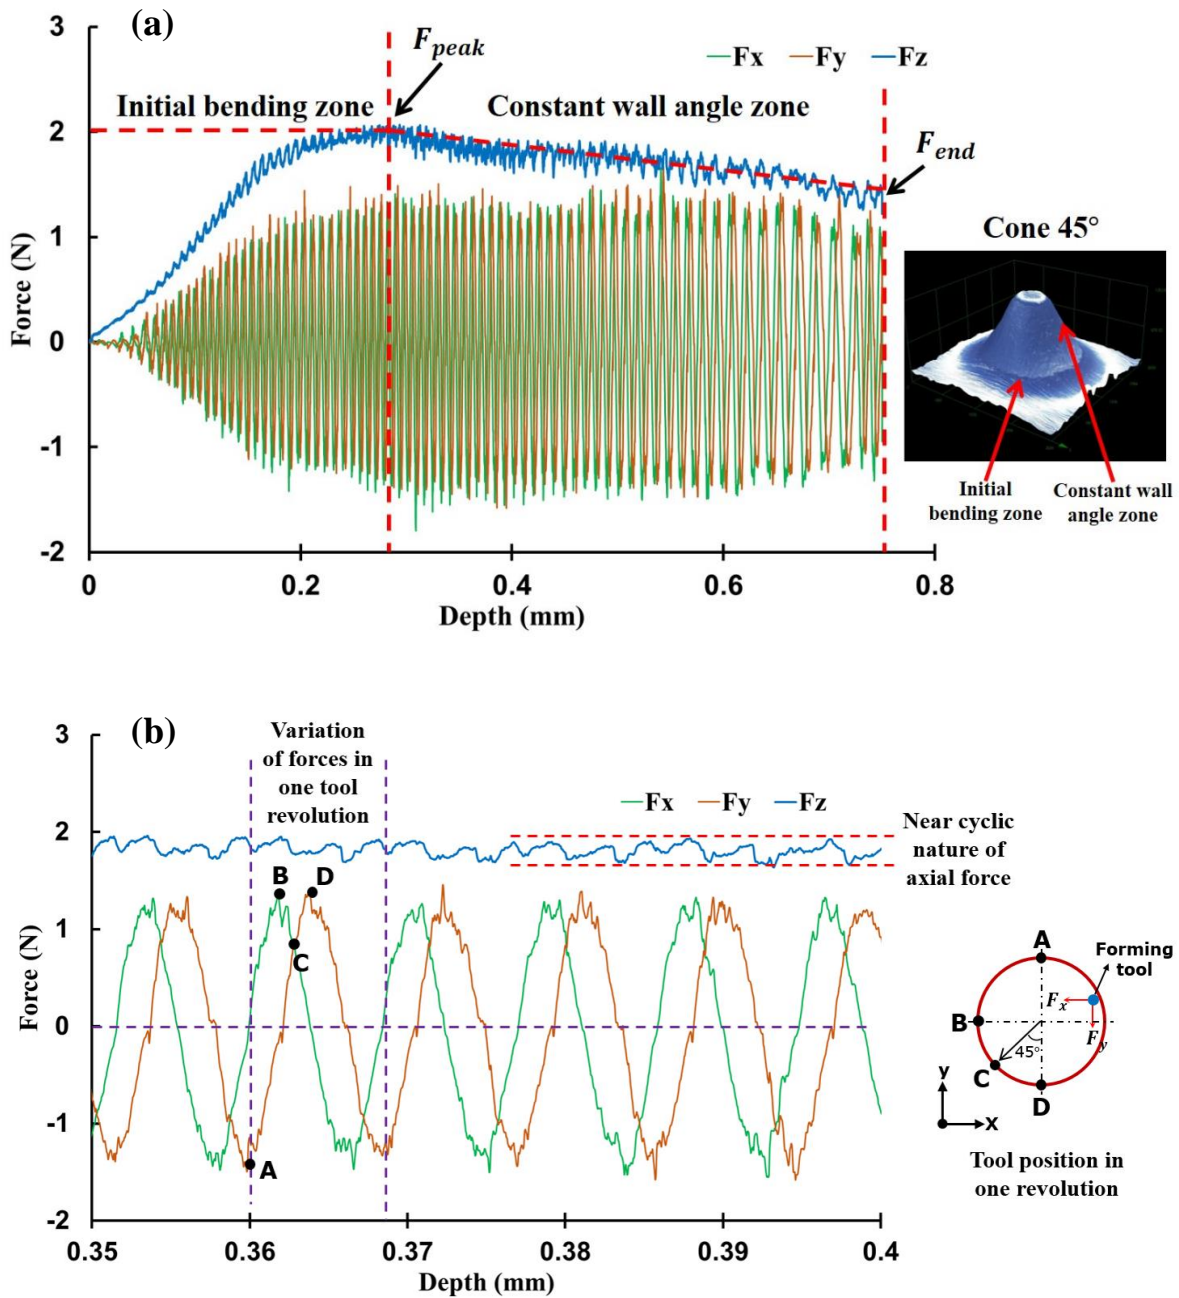 (a)
3
2
1
0
-1
-2
Force (N)
F_peak
Fx Fy Fz
Initial bending zone
Constant wall angle zone
F_end
Cone 45°
Initial
bending zone
Constant wall
angle zone
0 0.2 0.4 0.6 0.8
Depth (mm)
(b)
3
2
1
0
-1
-2
Force (N)
Variation
of forces in
one tool
revolution
Fx Fy Fz
Near cyclic
nature of
axial force
B
D
C
A
A
Forming
tool
Fx
B
Fy
45°
C
D
y
x
Tool position in
one revolution
0.35 0.36 0.37 0.38 0.39 0.4
Depth (mm)